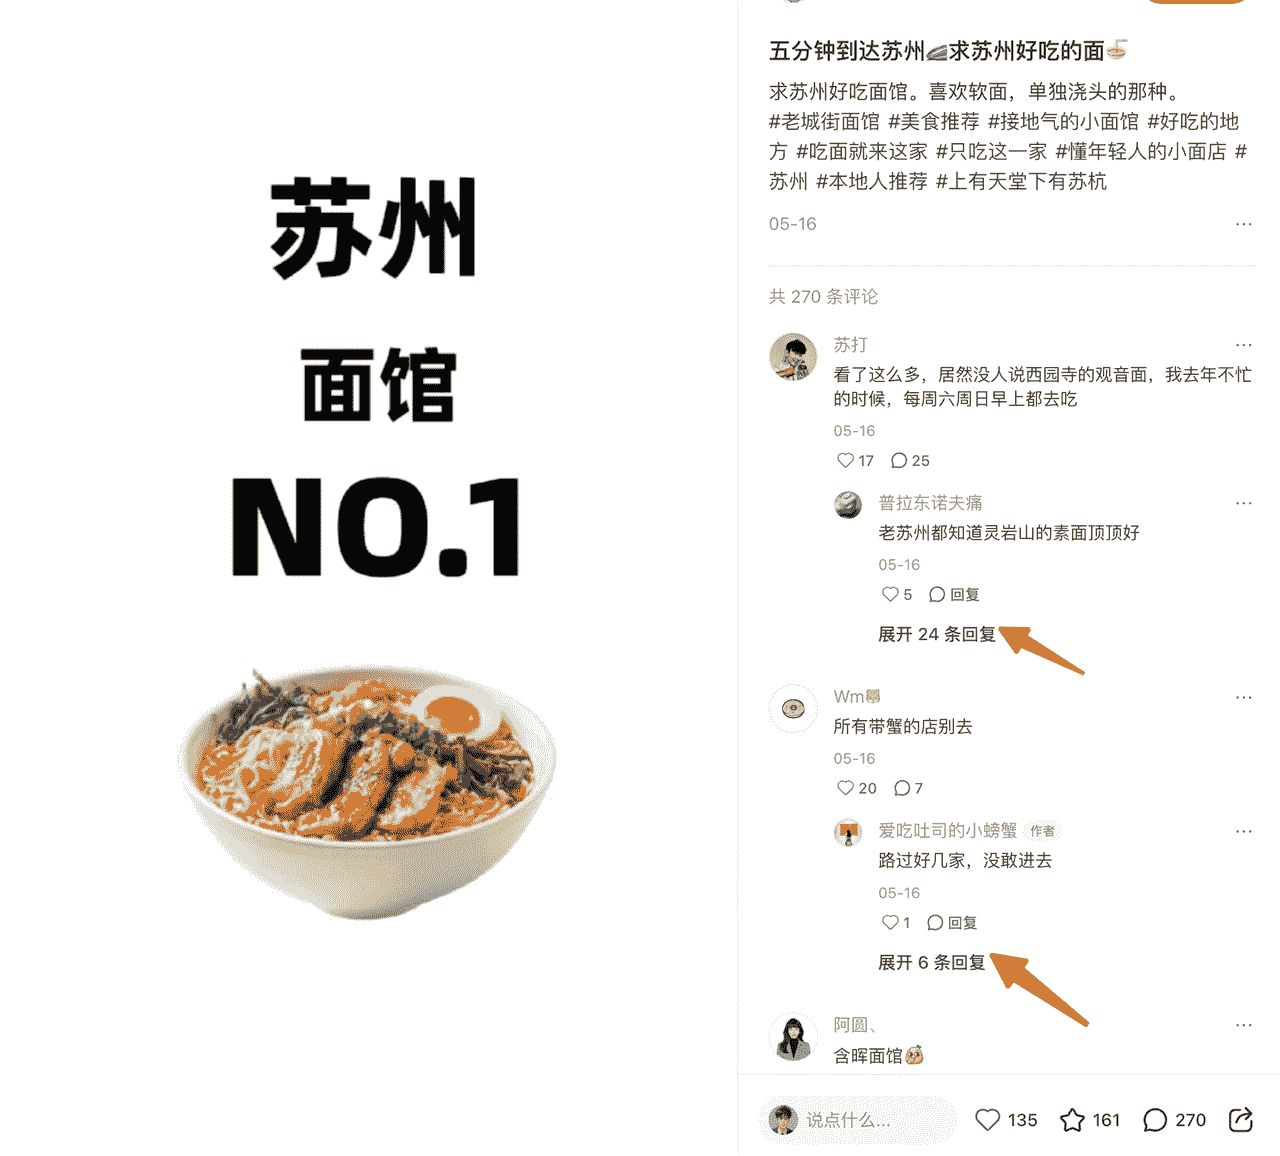 苏州
面馆
NO.1
五分钟到达苏州🚄求苏州好吃的面🍜
求苏州好吃面馆。喜欢软面，单独浇头的那种。
#老城街面馆 #美食推荐 #接地气的小面馆 #好吃的地
方 #吃面就来这家 #只吃这一家 #懂年轻人的小面店 #
苏州 #本地人推荐 #上有天堂下有苏杭
05-16
共 270 条评论
苏打
看了这么多，居然没人说西园寺的观音面，我去年不忙
的时候，每周六周日早上都去吃
05-16
17 25
普拉东诺夫痛
老苏州都知道灵岩山的素面顶顶好
05-16
5 回复
展开 24 条回复
Wm🐯
所有带蟹的店别去
05-16
20 7
爱吃吐司的小螃蟹 作者
路过好几家，没敢进去
05-16
1 回复
展开 6 条回复
阿圆、
含晖面馆
说点什么... 135 161 270